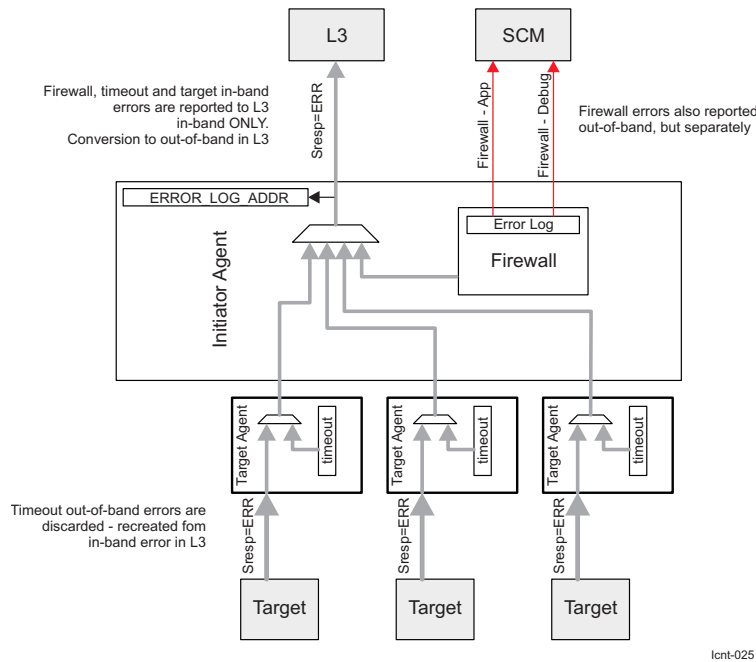 L3
SCM
Firewall, timeout and target in-band
errors are reported to L3
in-band ONLY.
Conversion to out-of-band in L3
Sresp=ERR
Firewall - App
Firewall - Debug
Firewall errors also reported
out-of-band, but separately
ERROR_LOG_ADDR
Error Log
Firewall
Initiator Agent
Target Agent
timeout
Target Agent
timeout
Target Agent
timeout
Timeout out-of-band errors are
discarded - recreated fom
in-band error in L3
Sresp=ERR
Sresp=ERR
Sresp=ERR
Target
Target
Target
lcnt-025